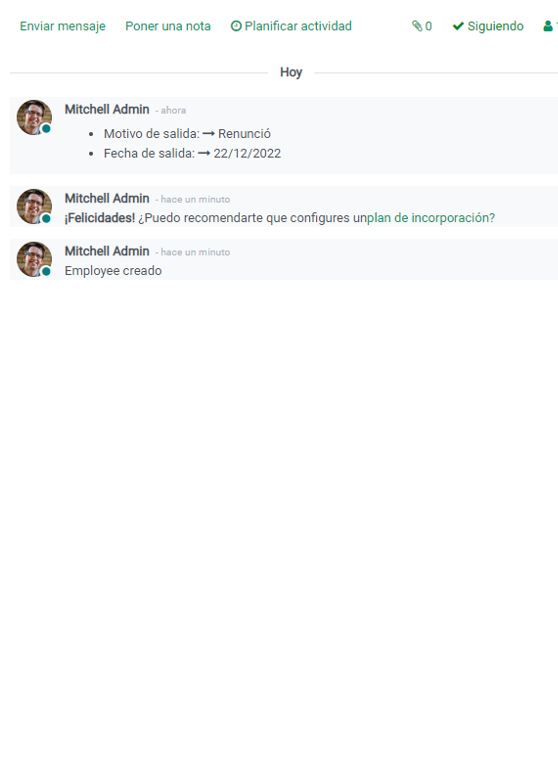 Enviar mensaje Poner una nota Planificar actividad 0 Siguiendo
Hoy
Mitchell Admin - ahora
Motivo de salida: → Renunció
Fecha de salida: → 22/12/2022
Mitchell Admin - hace un minuto
¡Felicidades! ¿Puedo recomendarte que configures unplan de incorporación?
Mitchell Admin - hace un minuto
Employee creado